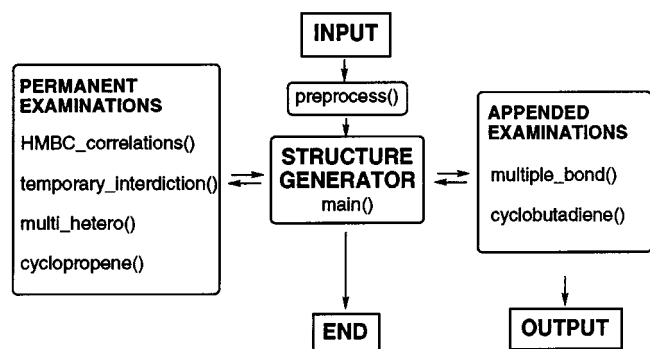 INPUT
preprocess()
PERMANENT
EXAMINATIONS
HMBC_correlations()
temporary_interdiction()
multi_hetero()
cyclopropene()
STRUCTURE
GENERATOR
main()
APPENDED
EXAMINATIONS
multiple_bond()
cyclobutadiene()
END
OUTPUT